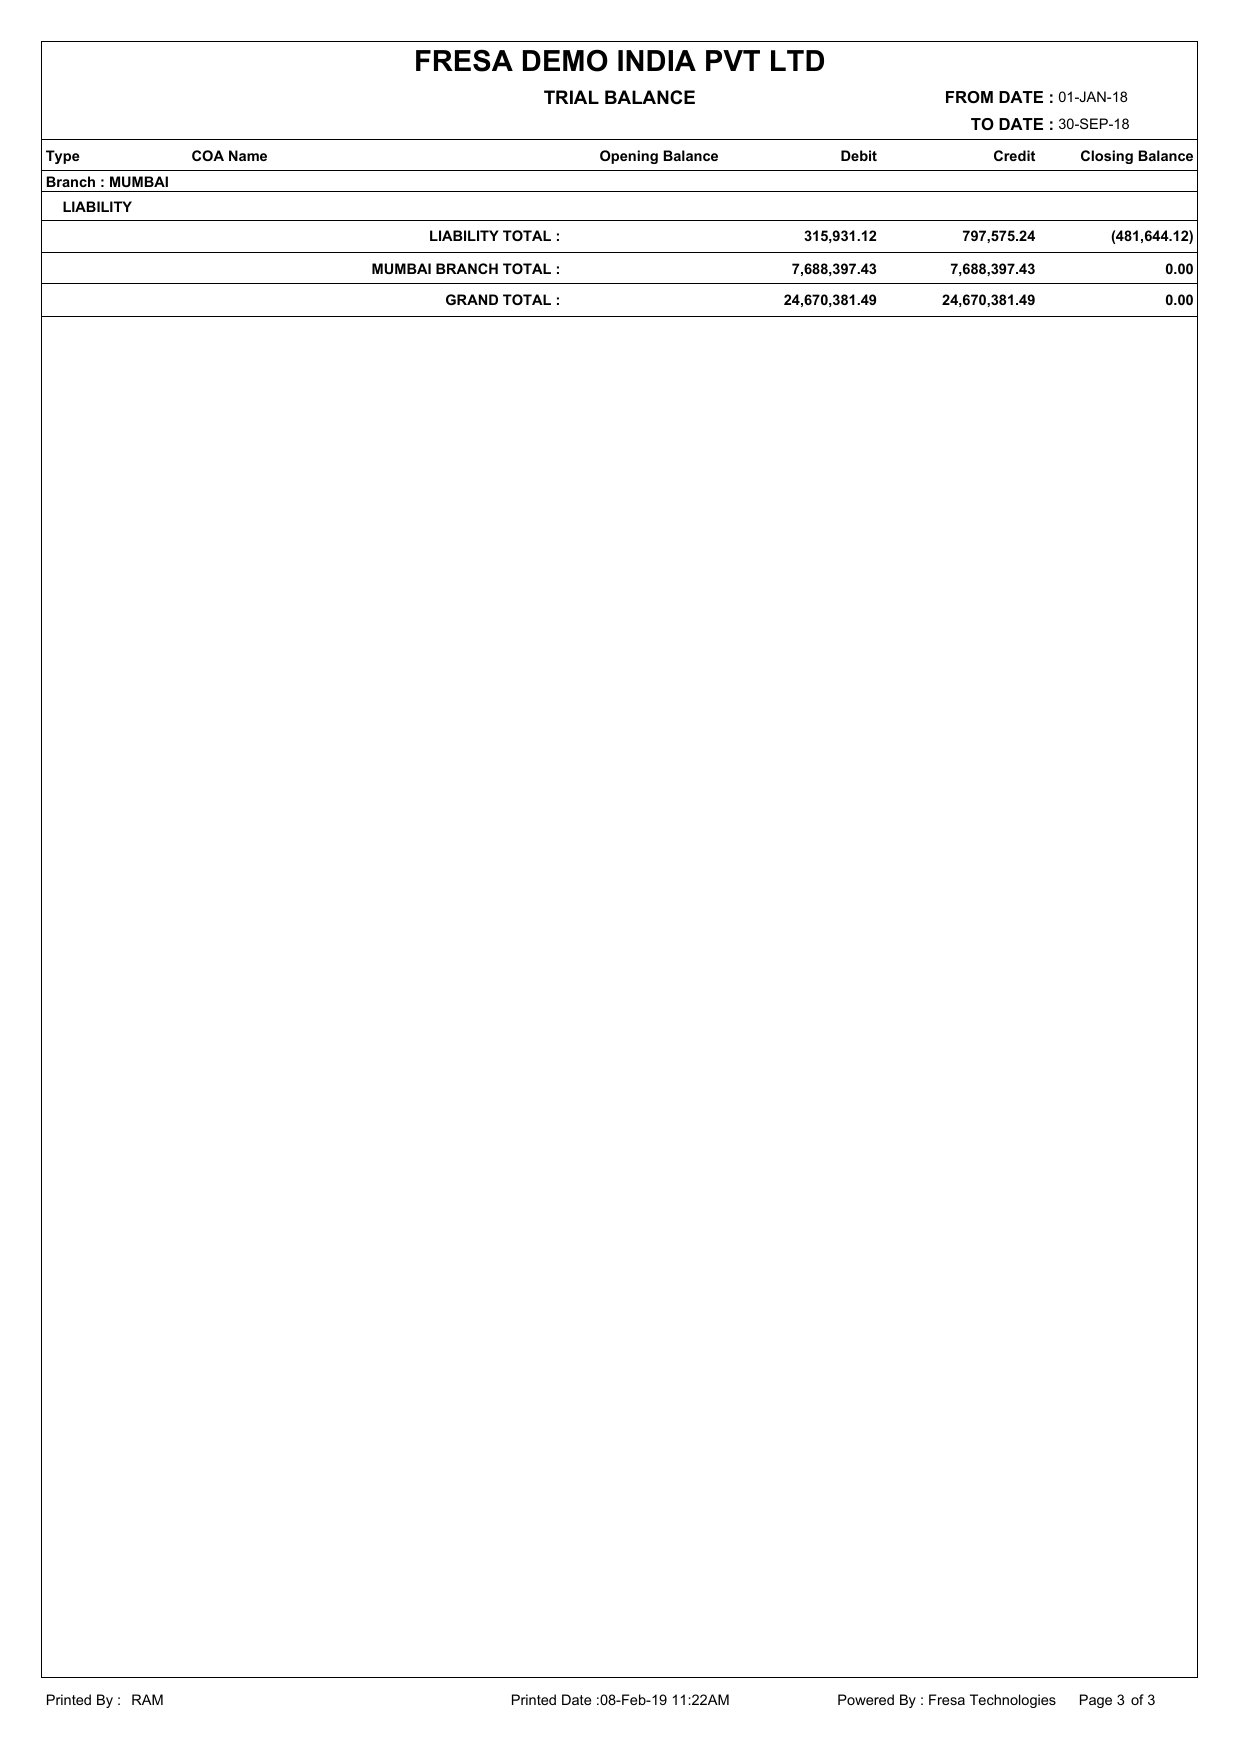 FRESA DEMO INDIA PVT LTD
TRIAL BALANCE FROM DATE : 01-JAN-18
TO DATE : 30-SEP-18
Type COA Name Opening Balance Debit Credit Closing Balance
Branch : MUMBAI
LIABILITY
LIABILITY TOTAL : 315,931.12 797,575.24 (481,644.12)
MUMBAI BRANCH TOTAL : 7,688,397.43 7,688,397.43 0.00
GRAND TOTAL : 24,670,381.49 24,670,381.49 0.00
Printed By : RAM Printed Date :08-Feb-19 11:22AM Powered By : Fresa Technologies Page 3 of 3